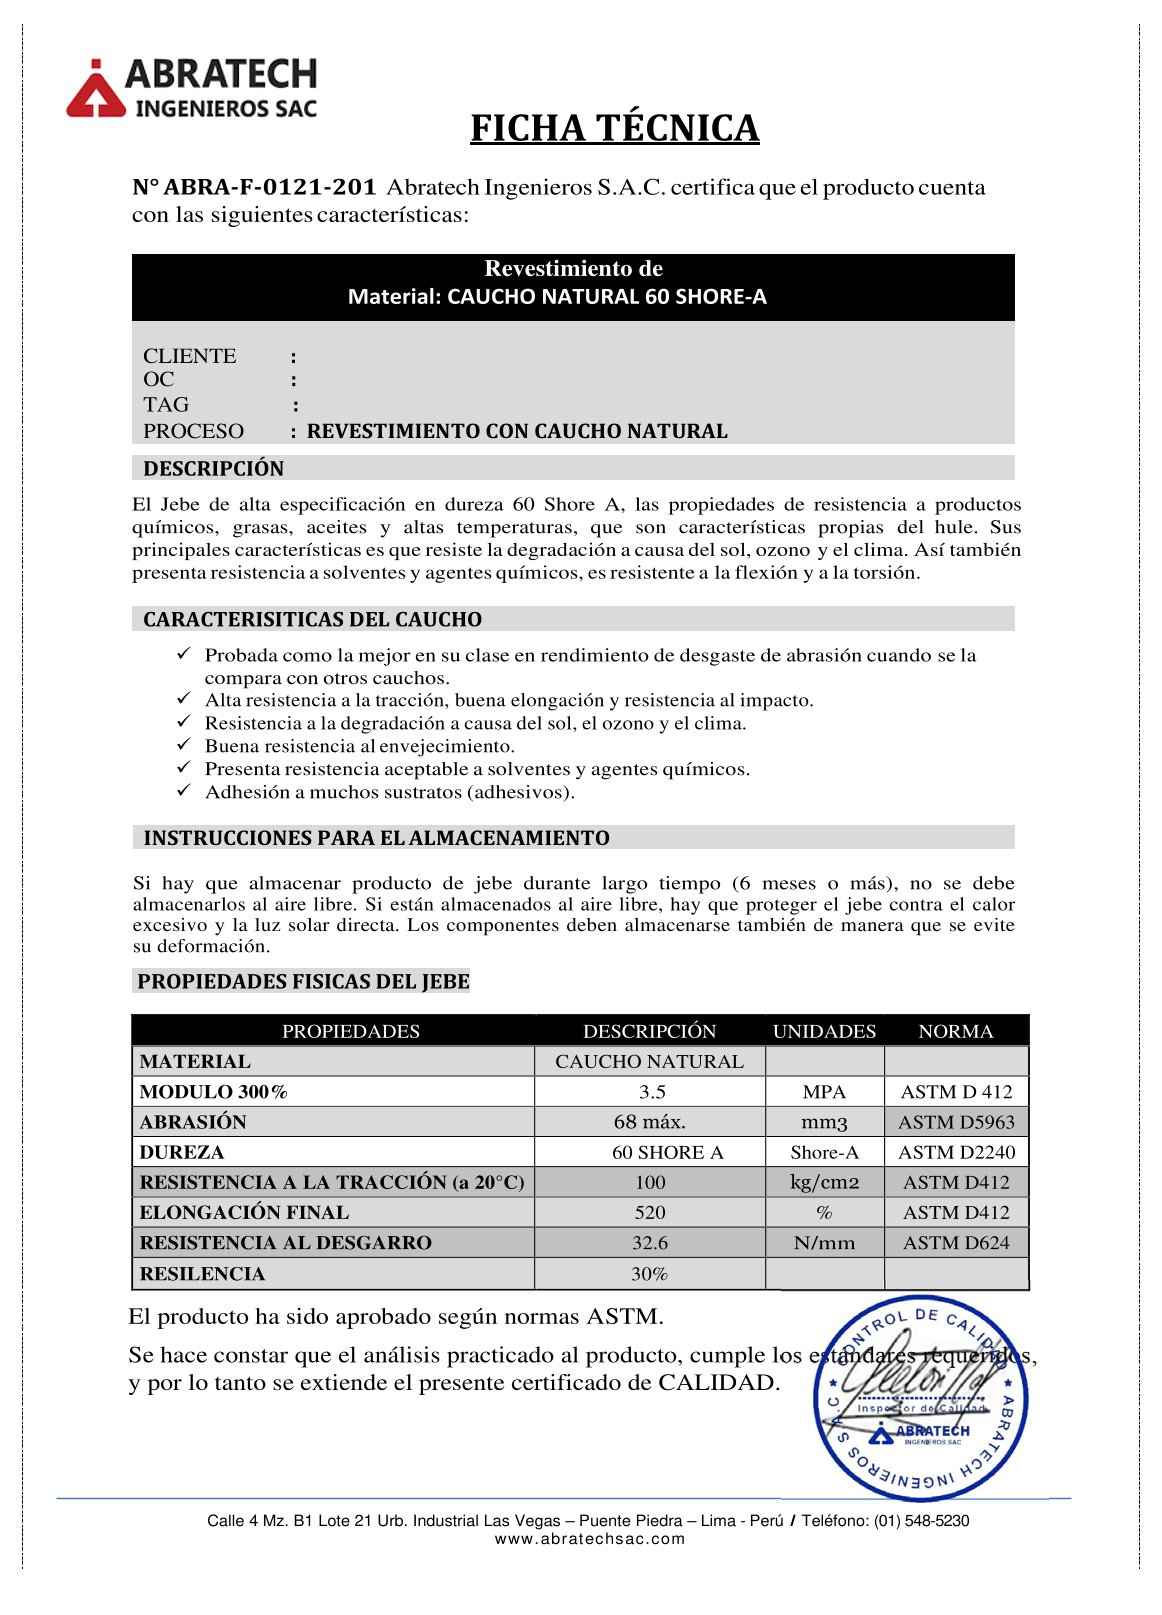 ABRATECH
INGENIEROS SAC
FICHA TÉCNICA
N° ABRA-F-0121-201 Abratech Ingenieros S.A.C. certifica que el producto cuenta
con las siguientes características:
Revestimiento de
Material: CAUCHO NATURAL 60 SHORE-A
CLIENTE :
OC :
TAG :
PROCESO : REVESTIMIENTO CON CAUCHO NATURAL
DESCRIPCIÓN
El Jebe de alta especificación en dureza 60 Shore A, las propiedades de resistencia a productos
químicos, grasas, aceites y altas temperaturas, que son características propias del hule. Sus
principales características es que resiste la degradación a causa del sol, ozono y el clima. Así también
presenta resistencia a solventes y agentes químicos, es resistente a la flexión y a la torsión.
CARACTERISITICAS DEL CAUCHO
✓ Probada como la mejor en su clase en rendimiento de desgaste de abrasión cuando se la
compara con otros cauchos.
✓ Alta resistencia a la tracción, buena elongación y resistencia al impacto.
✓ Resistencia a la degradación a causa del sol, el ozono y el clima.
✓ Buena resistencia al envejecimiento.
✓ Presenta resistencia aceptable a solventes y agentes químicos.
✓ Adhesión a muchos sustratos (adhesivos).
INSTRUCCIONES PARA EL ALMACENAMIENTO
Si hay que almacenar producto de jebe durante largo tiempo (6 meses o más), no se debe
almacenarlos al aire libre. Si están almacenados al aire libre, hay que proteger el jebe contra el calor
excesivo y la luz solar directa. Los componentes deben almacenarse también de manera que se evite
su deformación.
PROPIEDADES FISICAS DEL JEBE
PROPIEDADES DESCRIPCIÓN UNIDADES NORMA
MATERIAL CAUCHO NATURAL
MODULO 300% 3.5 MPA ASTM D 412
ABRASIÓN 68 máx. mm3 ASTM D5963
DUREZA 60 SHORE A Shore-A ASTM D2240
RESISTENCIA A LA TRACCIÓN (a 20°C) 100 kg/cm2 ASTM D412
ELONGACIÓN FINAL 520 % ASTM D412
RESISTENCIA AL DESGARRO 32.6 N/mm ASTM D624
RESILENCIA 30%
El producto ha sido aprobado según normas ASTM.
Se hace constar que el análisis practicado al producto, cumple los estándares requeridos,
y por lo tanto se extiende el presente certificado de CALIDAD.
CONTROL DE CALIDAD
Inspector de Calidad
ABRATECH
INGENIEROS SAC
ABRATECH INGENIEROS S.A.C
Calle 4 Mz. B1 Lote 21 Urb. Industrial Las Vegas – Puente Piedra – Lima - Perú / Teléfono: (01) 548-5230
www.abratechsac.com